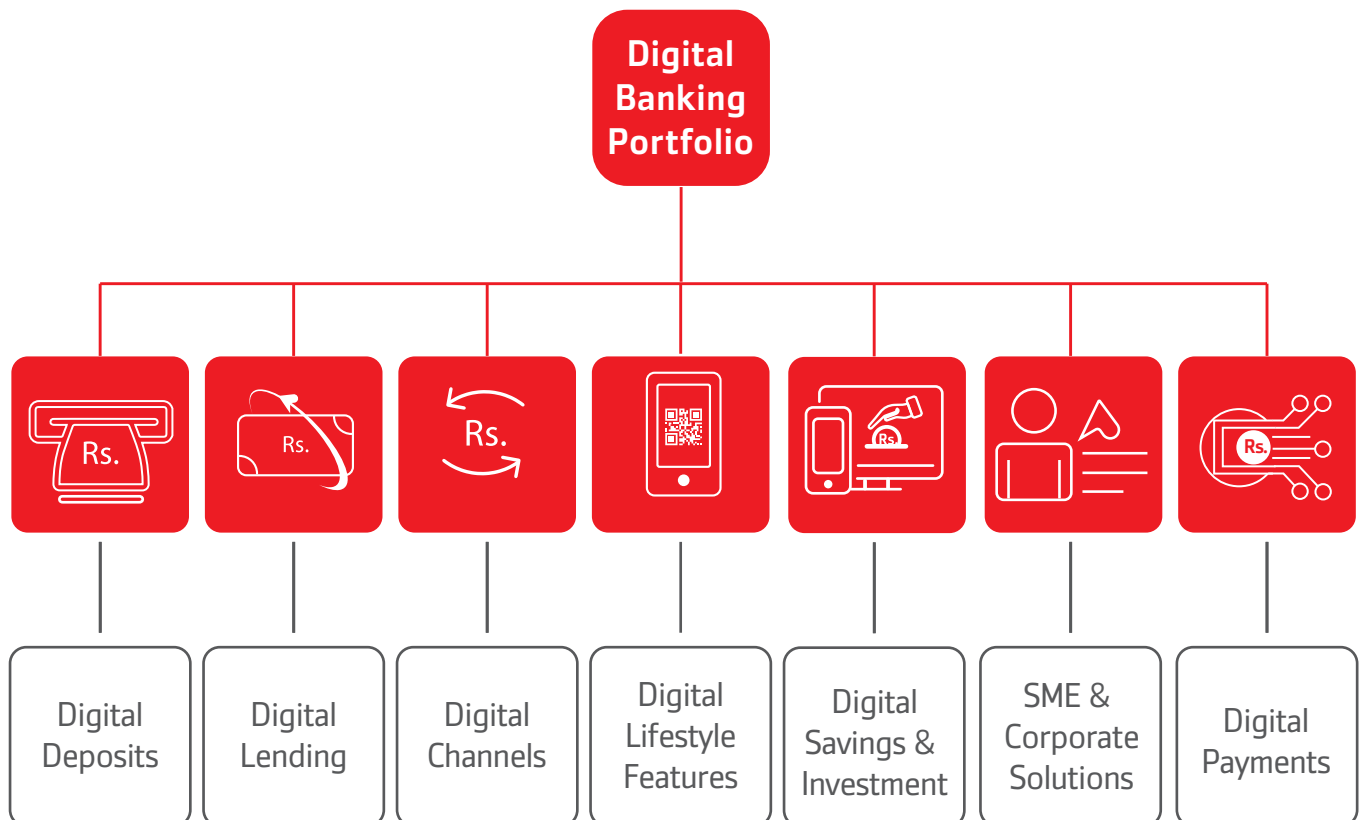 Digital
Banking
Portfolio
Rs.
Rs.
Rs.
Rs.
Rs.
Digital
Deposits
Digital
Lending
Digital
Channels
Digital
Lifestyle
Features
Digital
Savings &
Investment
SME &
Corporate
Solutions
Digital
Payments